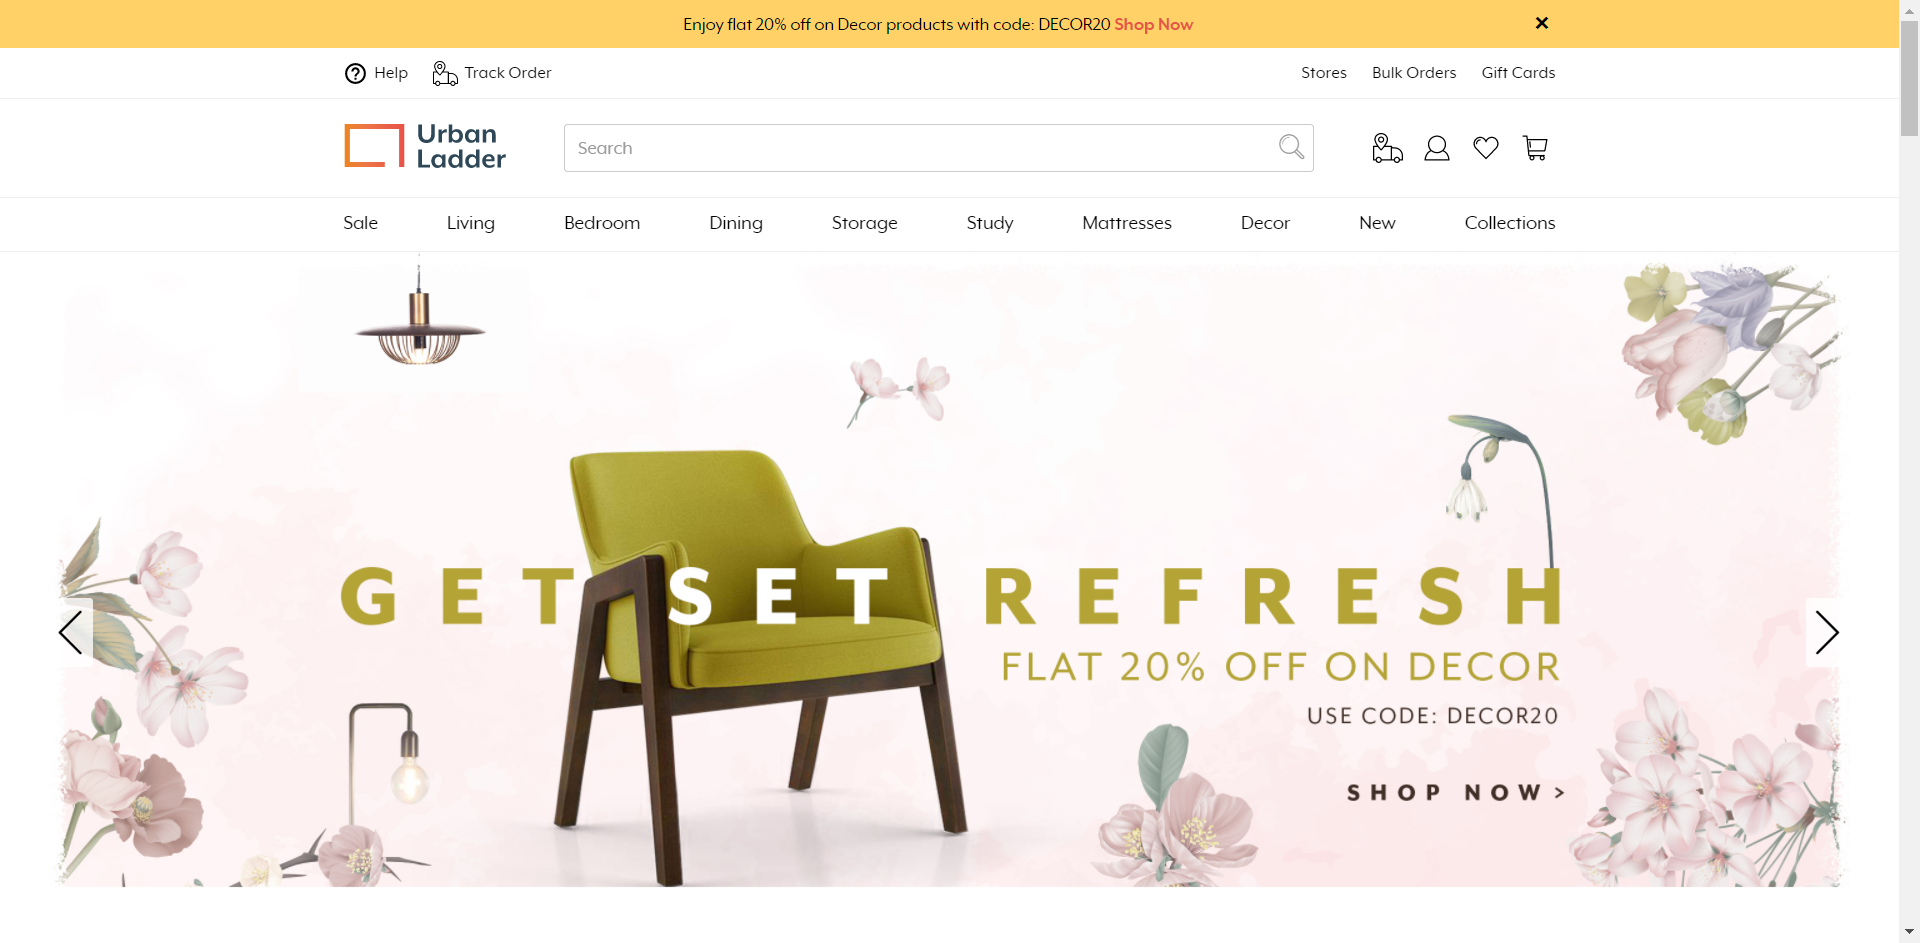 Enjoy flat 20% off on Decor products with code: DECOR20 Shop Now
Help Track Order Stores Bulk Orders Gift Cards
Urban
Ladder
Search
Sale Living Bedroom Dining Storage Study Mattresses Decor New Collections
GET SET REFRESH
FLAT 20% OFF ON DECOR
USE CODE: DECOR20
SHOP NOW >